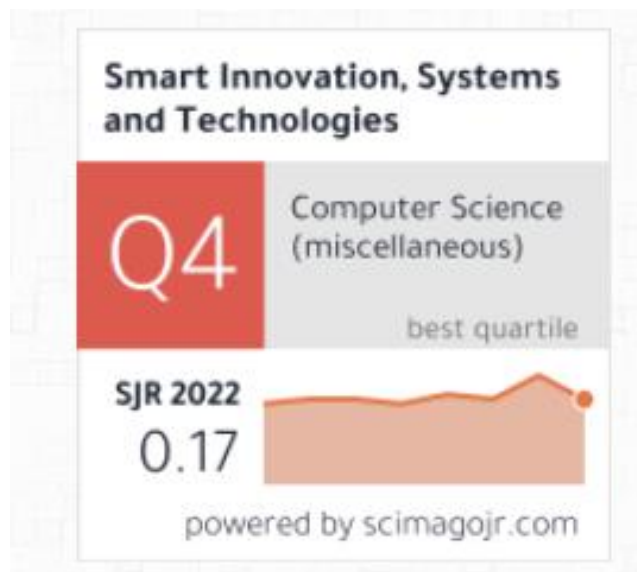 Smart Innovation, Systems
and Technologies
Q4
Computer Science
(miscellaneous)
best quartile
SJR 2022
0.17
powered by scimagojr.com